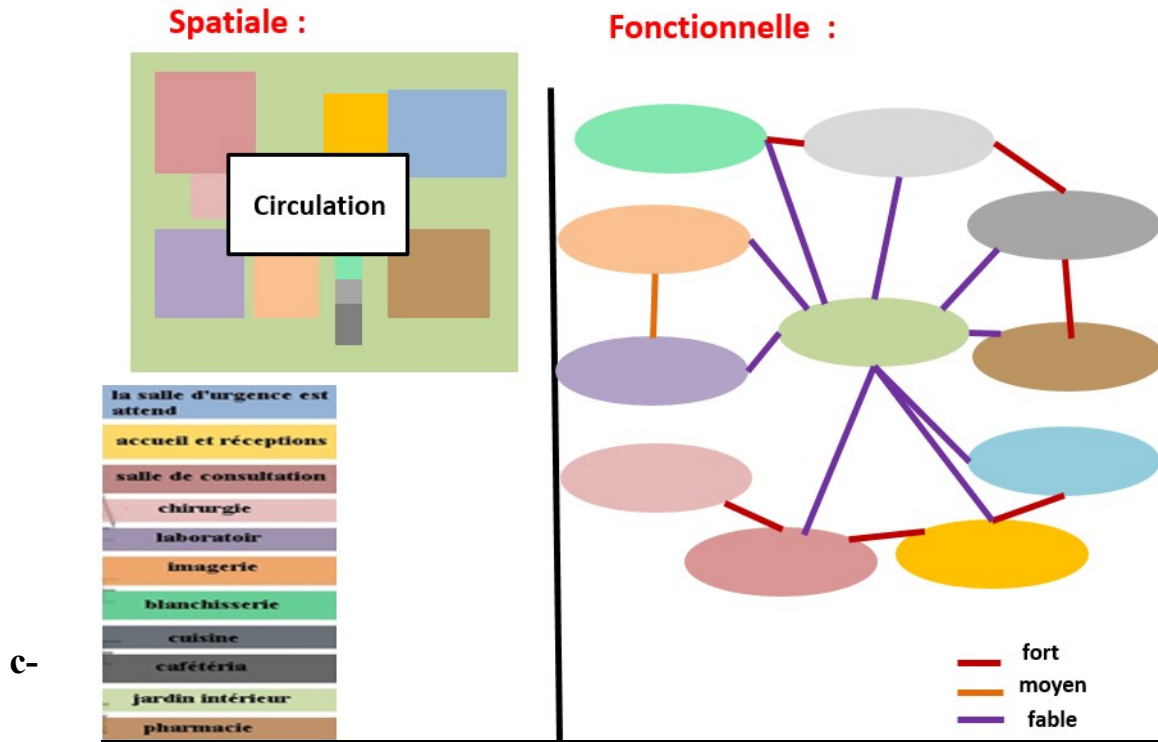 Spatiale :
Fonctionnelle :
Circulation
la salle d'urgence est
attend
accueil et réceptions
salle de consultation
chirurgie
laboratoir
imagerie
blanchisserie
cuisine
cafétéria
jardin intérieur
pharmacie
c-
fort
moyen
fable